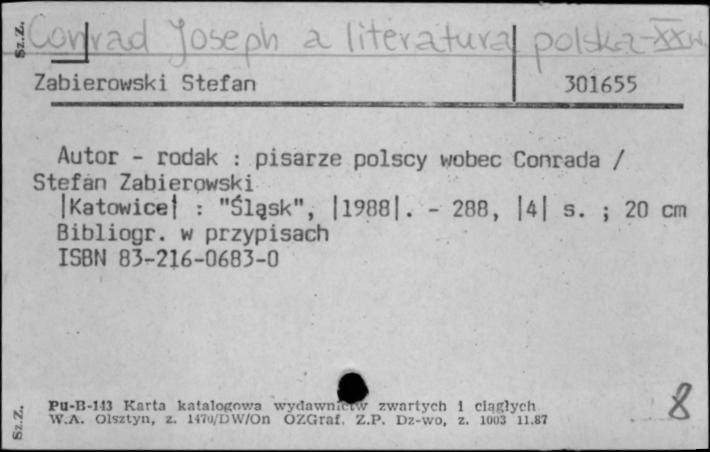 Sz.Z.
Conrad Joseph a literatura polska - XX w.
Zabierowski Stefan 301655
Autor - rodak : pisarze polscy wobec Conrada /
Stefan Zabierowski
|Katowice| : "Śląsk", |1988|. - 288, |4| s. ; 20 cm
Bibliogr. w przypisach
ISBN 83-216-0683-0
8
Sz.Z.
Pu-B-143 Karta katalogowa wydawnictw zwartych i ciągłych
W.A. Olsztyn, z. 1470/DW/On OZGraf. Z.P. Dz-wo, z. 1003 11.87